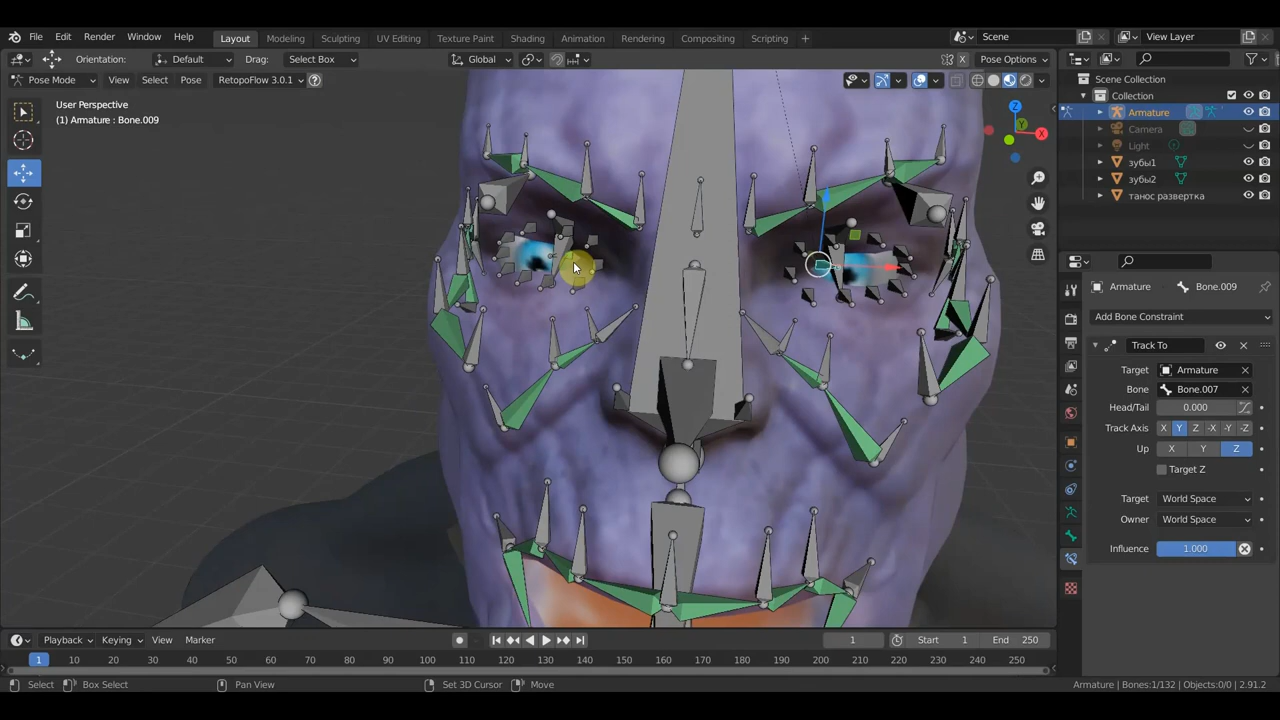 File Edit Render Window Help Layout Modeling Sculpting UV Editing Texture Paint Shading Animation Rendering Compositing Scripting + Scene View Layer
Orientation: Default Drag: Select Box Global X Pose Options
Pose Mode View Select Pose RetopoFlow 3.0.1
User Perspective
(1) Armature : Bone.009
Z
Y
X
Scene Collection
Collection
Armature
Camera
Light
зубы1
зубы2
танос развертка
Armature Bone.009
Add Bone Constraint
Track To
Target Armature
Bone Bone.007
Head/Tail 0.000
Track Axis X Y Z -X -Y -Z
Up X Y Z
Target Z
Target World Space
Owner World Space
Influence 1.000
Playback Keying View Marker 1 Start 1 End 250
1 10 20 30 40 50 60 70 80 90 100 110 120 130 140 150 160 170 180 190 200 210 220 230 240 250
Select Box Select Pan View Set 3D Cursor Move Armature | Bones:1/132 | Objects:0/0 | 2.91.2